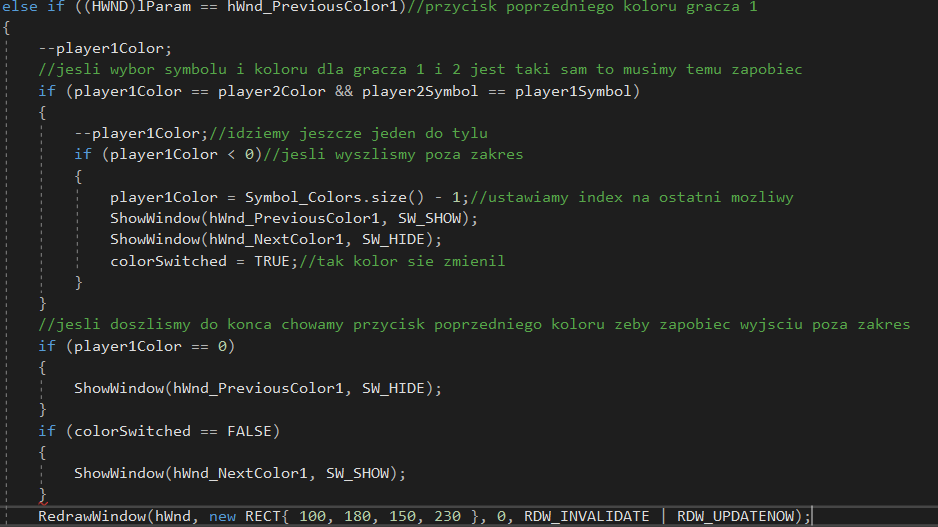 else if ((HWND)lParam == hWnd_PreviousColor1)//przycisk poprzedniego koloru gracza 1
{
--player1Color;
//jesli wybor symbolu i koloru dla gracza 1 i 2 jest taki sam to musimy temu zapobiec
if (player1Color == player2Color && player2Symbol == player1Symbol)
{
--player1Color;//idziemy jeszcze jeden do tylu
if (player1Color < 0)//jesli wyszlismy poza zakres
{
player1Color = Symbol_Colors.size() - 1;//ustawiamy index na ostatni mozliwy
ShowWindow(hWnd_PreviousColor1, SW_SHOW);
ShowWindow(hWnd_NextColor1, SW_HIDE);
colorSwitched = TRUE;//tak kolor sie zmienil
}
}
//jesli doszlismy do konca chowamy przycisk poprzedniego koloru zeby zapobiec wyjsciu poza zakres
if (player1Color == 0)
{
ShowWindow(hWnd_PreviousColor1, SW_HIDE);
}
if (colorSwitched == FALSE)
{
ShowWindow(hWnd_NextColor1, SW_SHOW);
}
RedrawWindow(hWnd, new RECT{ 100, 180, 150, 230 }, 0, RDW_INVALIDATE | RDW_UPDATENOW);